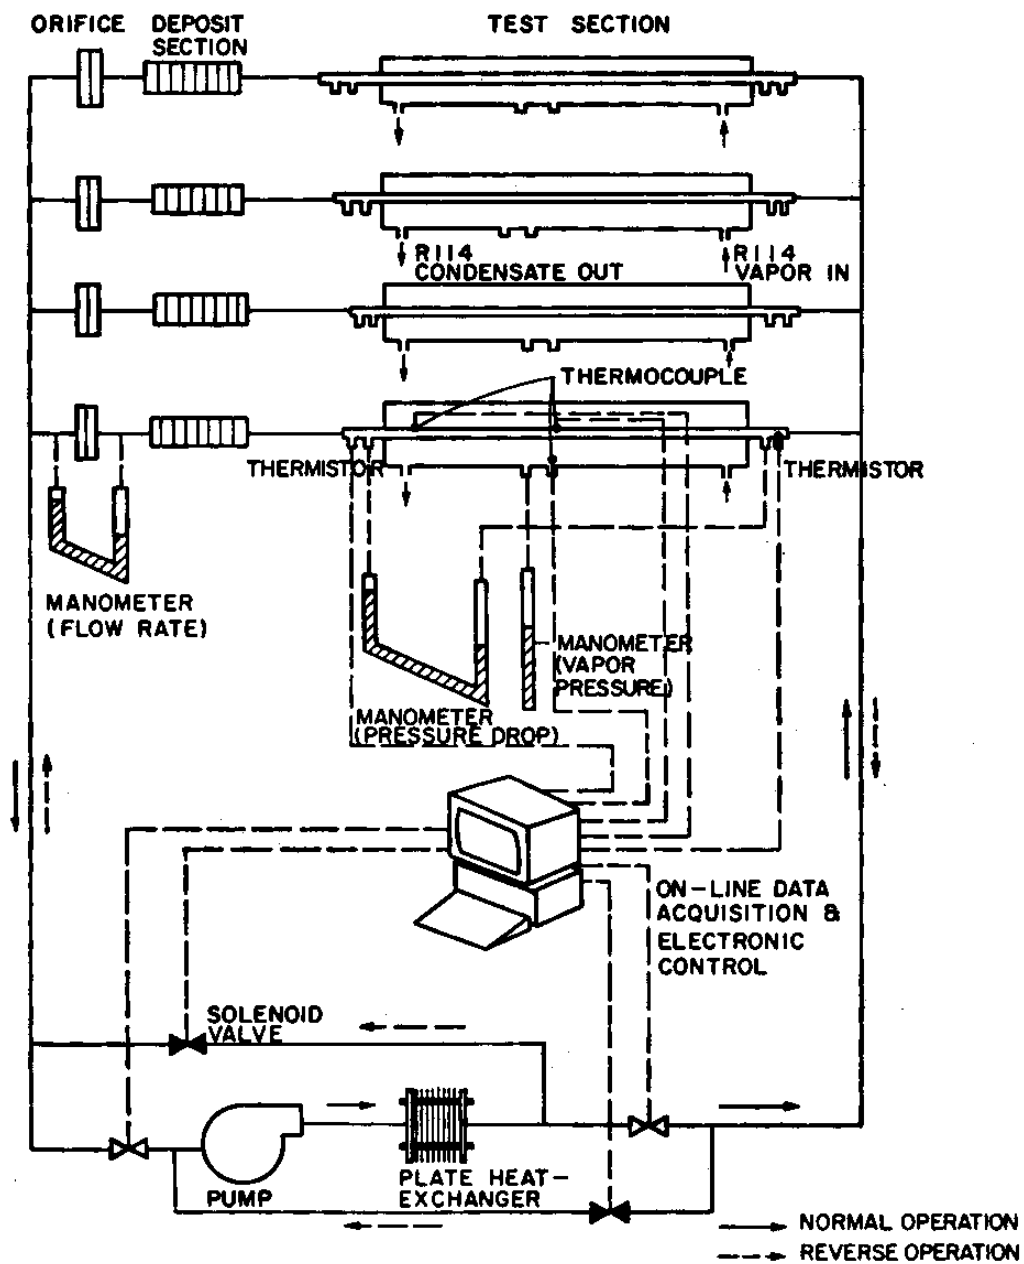 ORIFICE DEPOSIT SECTION
TEST SECTION
R114 CONDENSATE OUT
R114 VAPOR IN
THERMOCOUPLE
THERMISTOR
THERMISTOR
MANOMETER
(FLOW RATE)
MANOMETER
(VAPOR
PRESSURE)
MANOMETER
(PRESSURE DROP)
ON-LINE DATA
ACQUISITION &
ELECTRONIC
CONTROL
SOLENOID
VALVE
PUMP
PLATE HEAT-
EXCHANGER
NORMAL OPERATION
REVERSE OPERATION